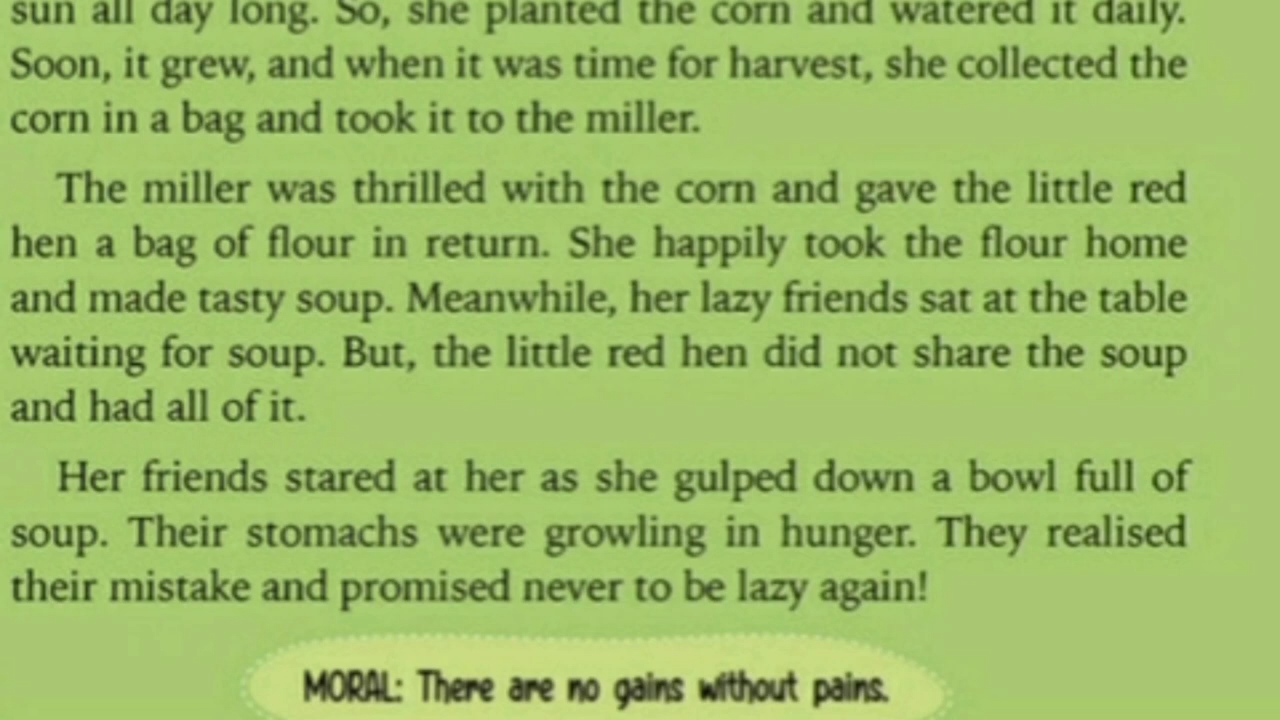 sun all day long. So, she planted the corn and watered it daily.
Soon, it grew, and when it was time for harvest, she collected the
corn in a bag and took it to the miller.
The miller was thrilled with the corn and gave the little red
hen a bag of flour in return. She happily took the flour home
and made tasty soup. Meanwhile, her lazy friends sat at the table
waiting for soup. But, the little red hen did not share the soup
and had all of it.
Her friends stared at her as she gulped down a bowl full of
soup. Their stomachs were growling in hunger. They realised
their mistake and promised never to be lazy again!
MORAL: There are no gains without pains.